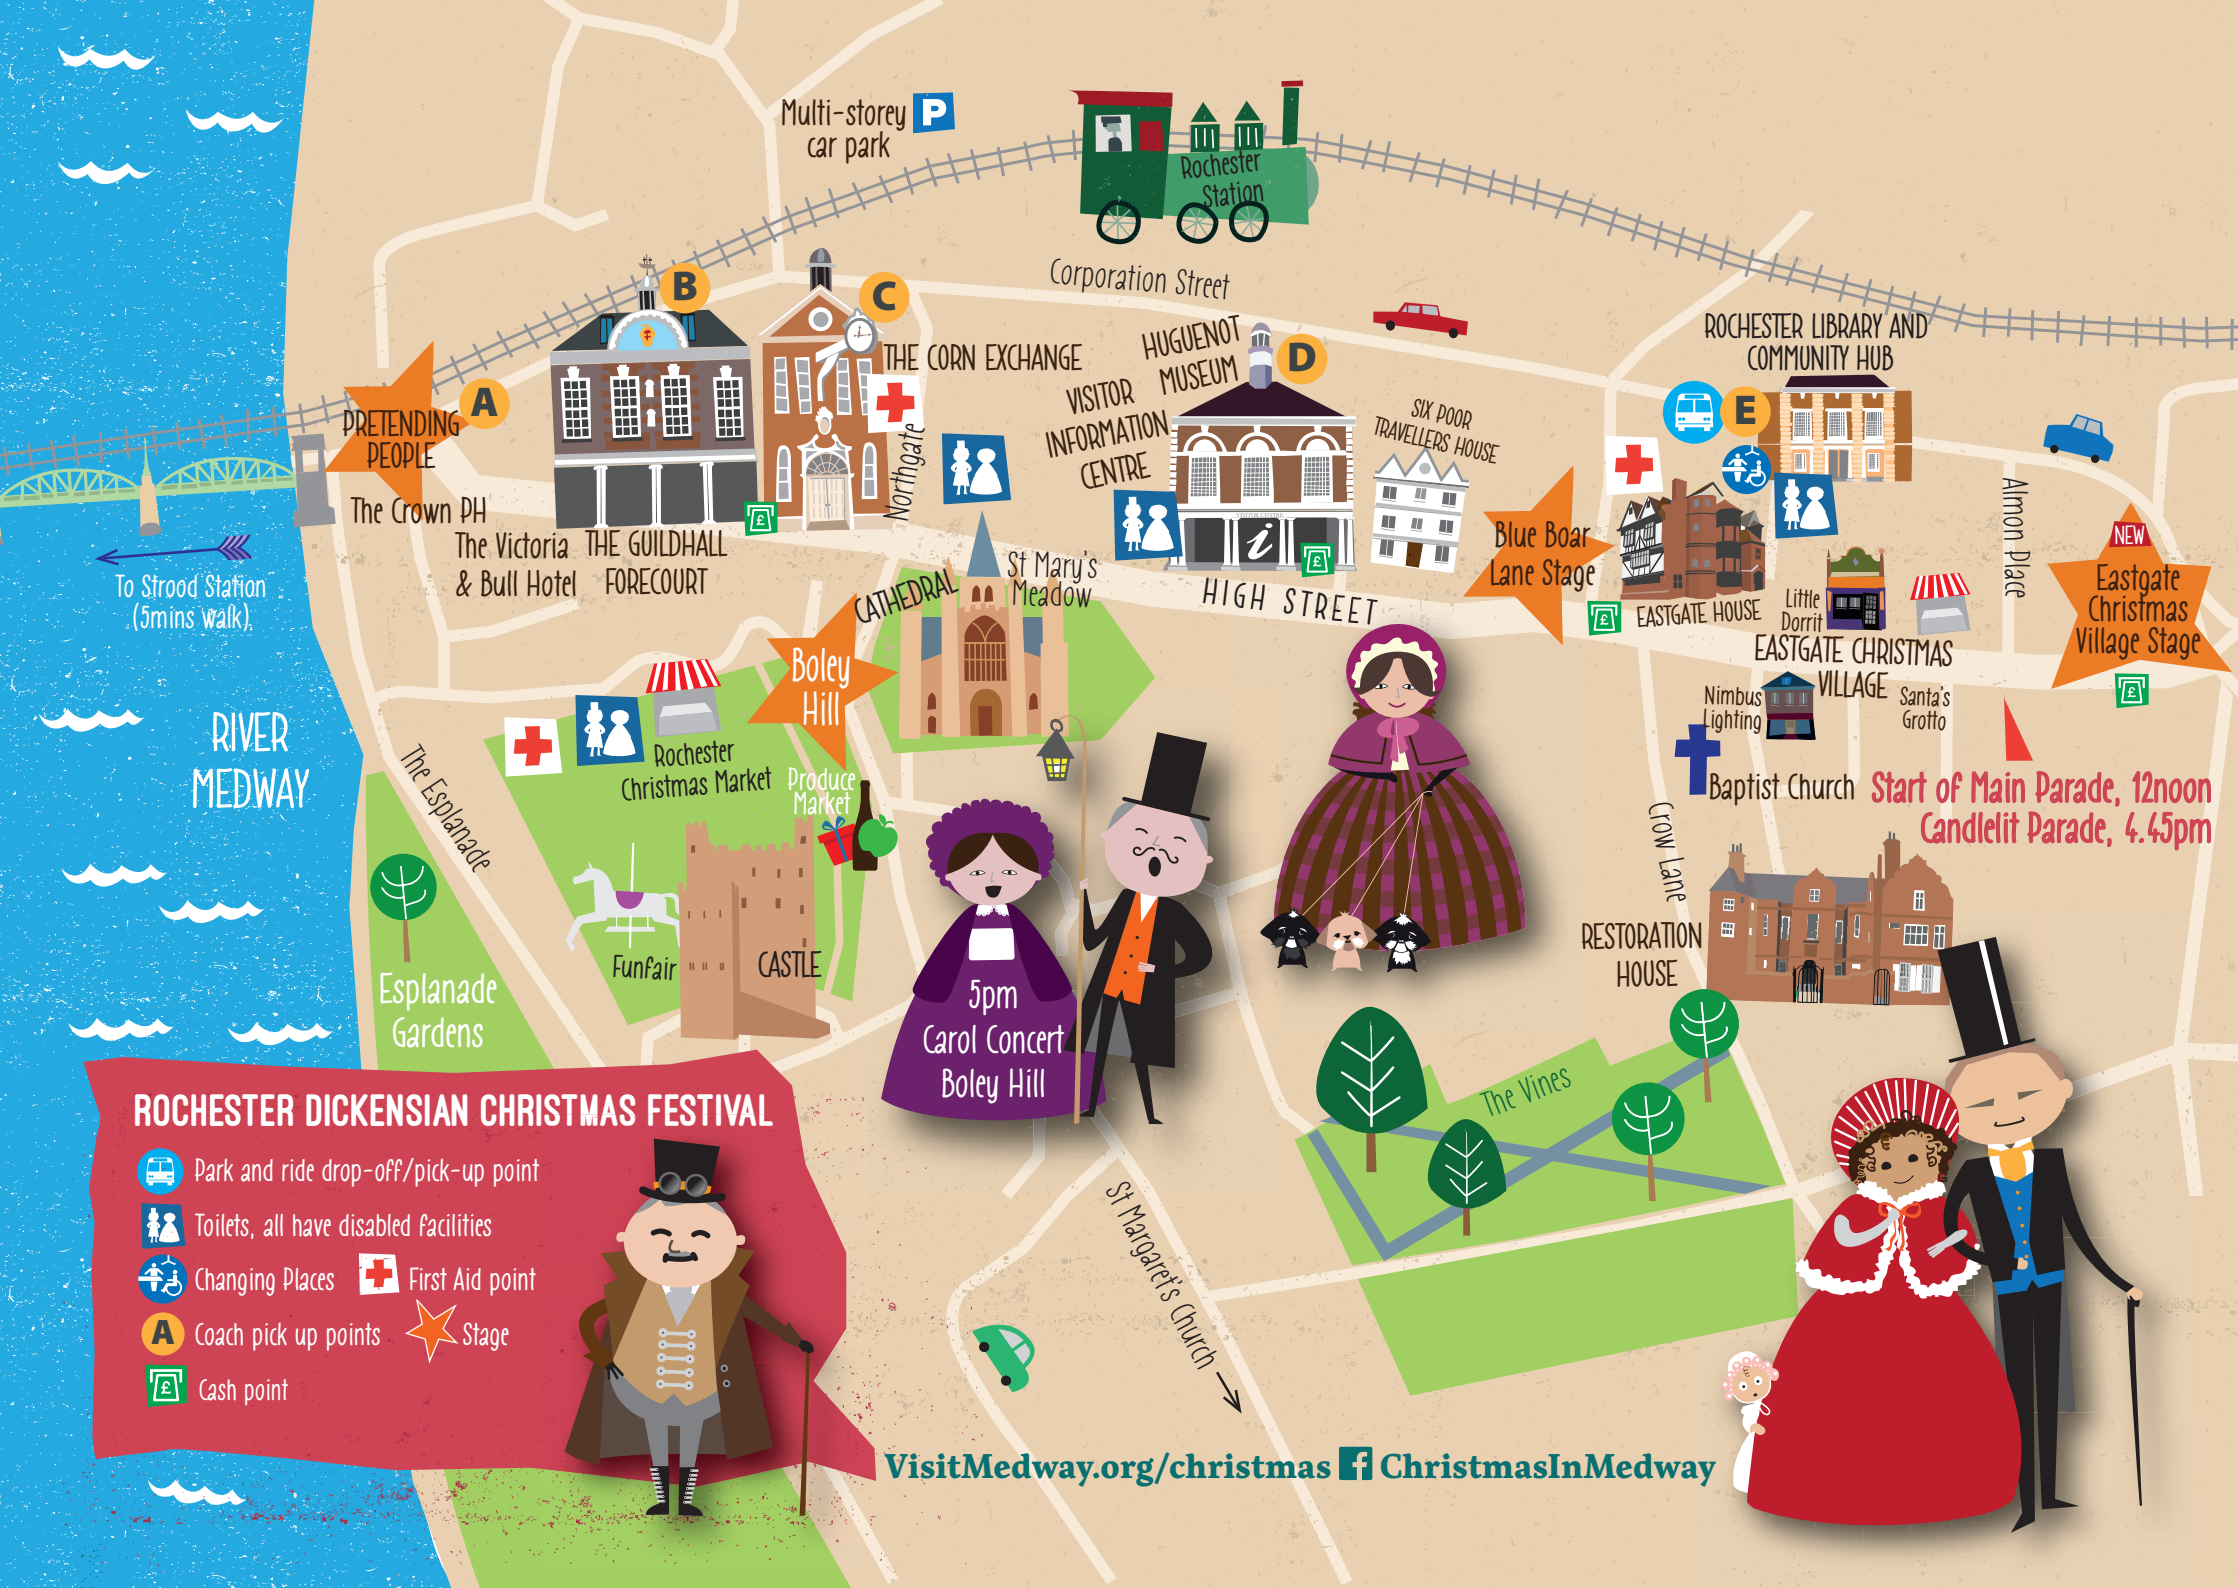 Multi-storey P
car park
Rochester
Station
Corporation Street
B
C
THE CORN EXCHANGE
HUGUENOT
MUSEUM
D
VISITOR
INFORMATION
CENTRE
SIX POOR
TRAVELLERS HOUSE
ROCHESTER LIBRARY AND
COMMUNITY HUB
E
PRETENDING
PEOPLE
A
The Crown PH
The Victoria
& Bull Hotel
THE GUILDHALL
FORECOURT
£
Northgate
VISITOR CENTRE
i
£
HIGH STREET
St Mary's
Meadow
CATHEDRAL
Blue Boar
Lane Stage
£
EASTGATE HOUSE
Little
Dorrit
EASTGATE CHRISTMAS
VILLAGE
Almon Place
NEW
Eastgate
Christmas
Village Stage
£
Nimbus
Lighting
Santa's
Grotto
Baptist Church
Start of Main Parade, 12noon
Candlelit Parade, 4.45pm
To Strood Station
(5mins walk)
RIVER
MEDWAY
The Esplanade
Boley
Hill
Rochester
Christmas Market
Produce
Market
Funfair
CASTLE
Esplanade
Gardens
Crow Lane
RESTORATION
HOUSE
5pm
Carol Concert
Boley Hill
The Vines
St Margaret's Church
ROCHESTER DICKENSIAN CHRISTMAS FESTIVAL
Park and ride drop-off/pick-up point
Toilets, all have disabled facilities
Changing Places
First Aid point
A Coach pick up points
Stage
£ Cash point
VisitMedway.org/christmas f ChristmasInMedway